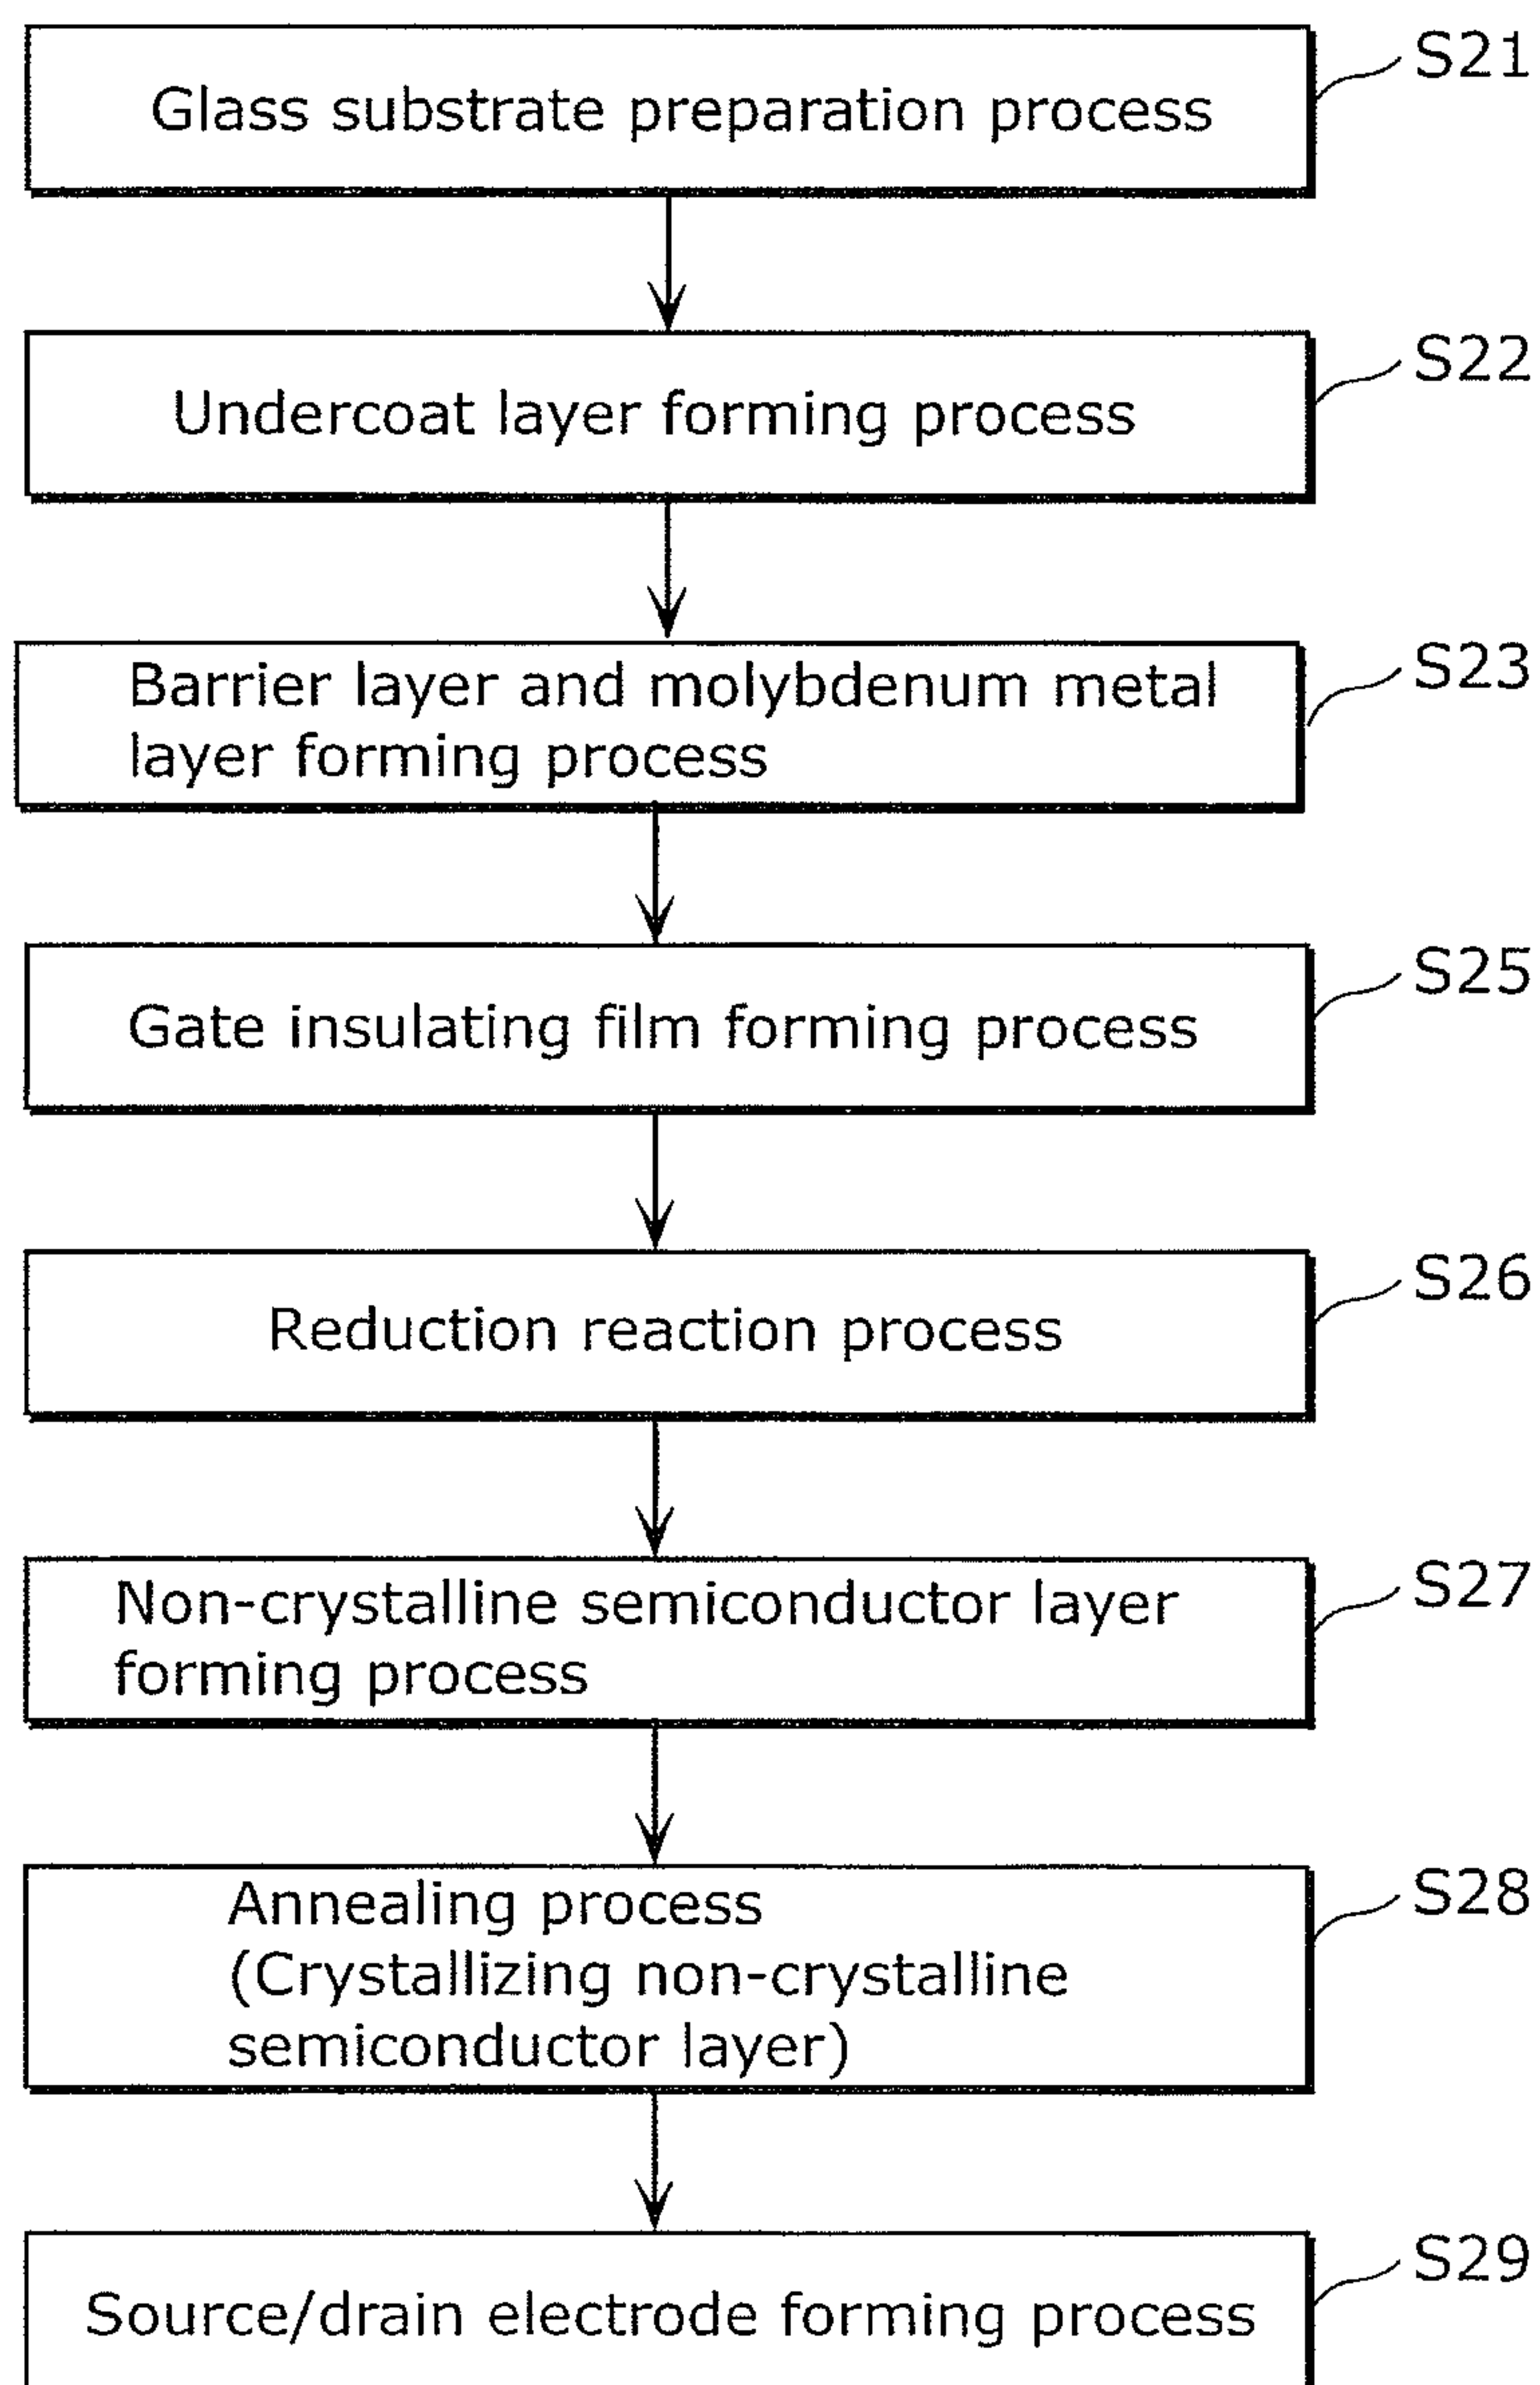 Glass substrate preparation process
S21
Undercoat layer forming process
S22
Barrier layer and molybdenum metal
layer forming process
S23
Gate insulating film forming process
S25
Reduction reaction process
S26
Non-crystalline semiconductor layer
forming process
S27
Annealing process
(Crystallizing non-crystalline
semiconductor layer)
S28
Source/drain electrode forming process
S29